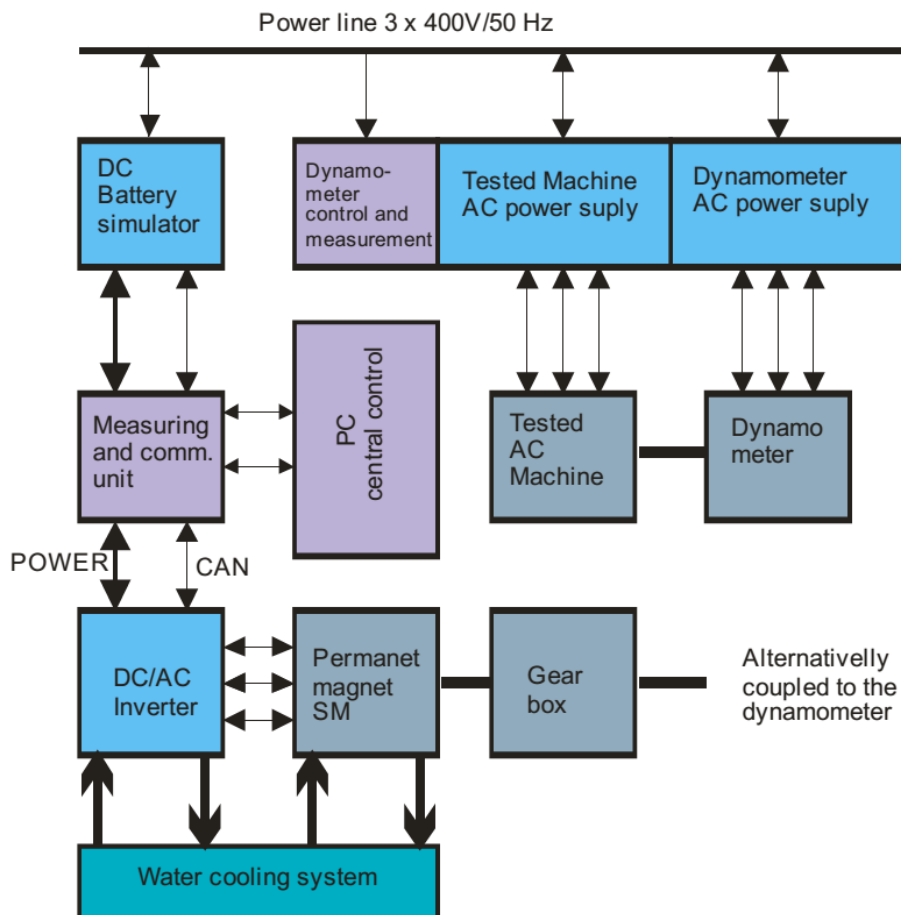 Power line 3 x 400V/50 Hz
DC
Battery
simulator
Dynamo-
meter
control and
measurement
Tested Machine
AC power suply
Dynamometer
AC power suply
Measuring
and comm.
unit
PC
central control
Tested
AC
Machine
Dynamo
meter
POWER
CAN
DC/AC
Inverter
Permanet
magnet
SM
Gear
box
Alternativelly
coupled to the
dynamometer
Water cooling system